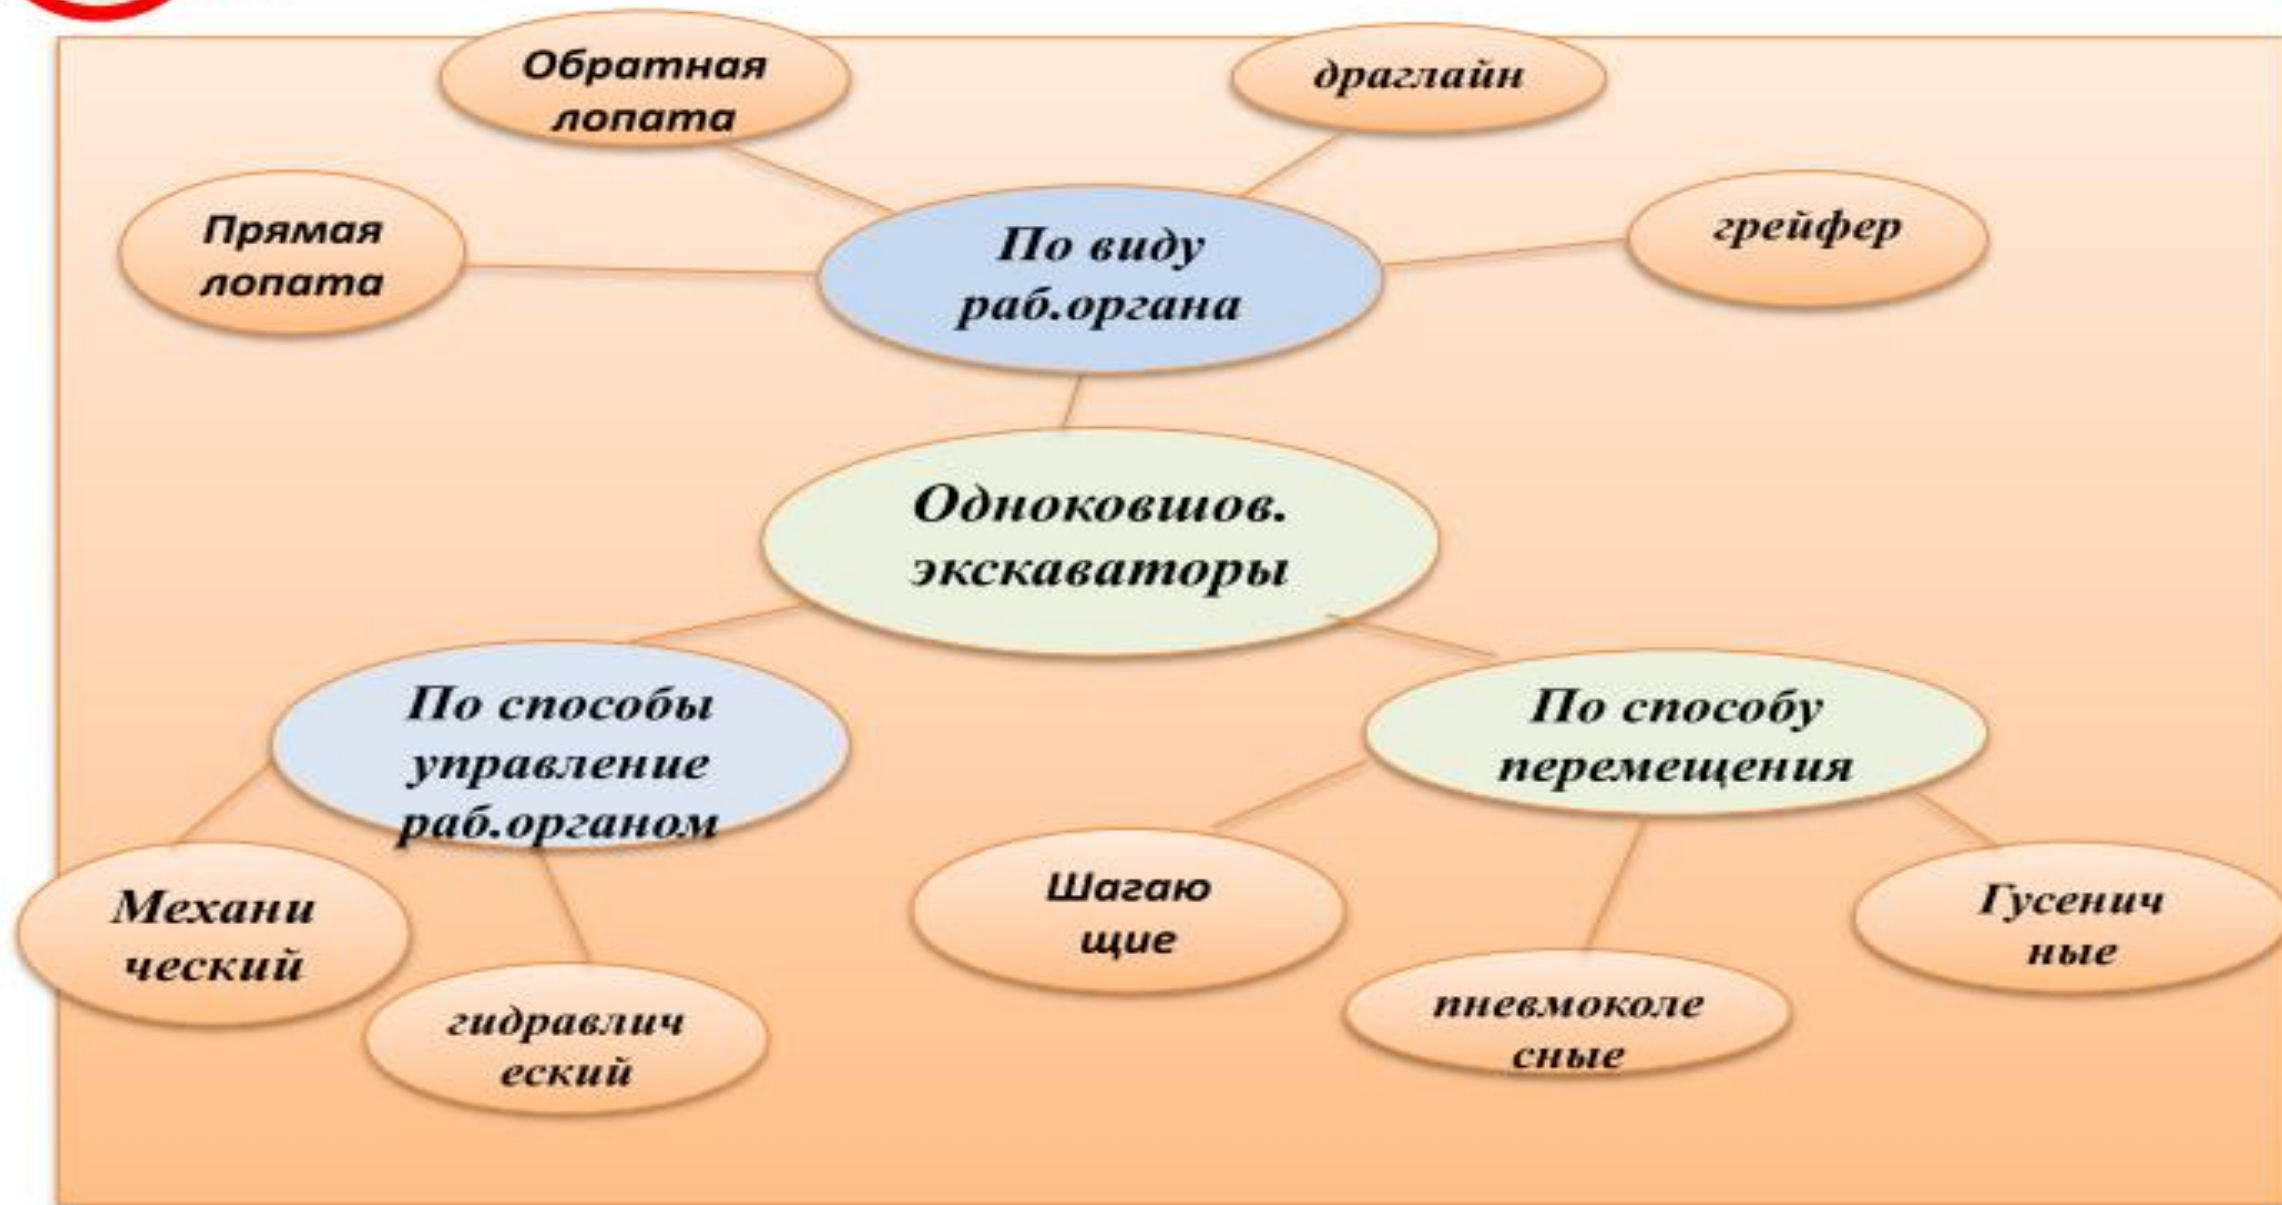 Обратная
лопата
драглайн
Прямая
лопата
грейфер
По виду
раб.органа
Одноковшов.
экскаваторы
По способы
управление
раб.органом
По способу
перемещения
Механи
ческий
гидравлич
еский
Шагаю
щие
пневмоколе
сные
Гусенич
ные